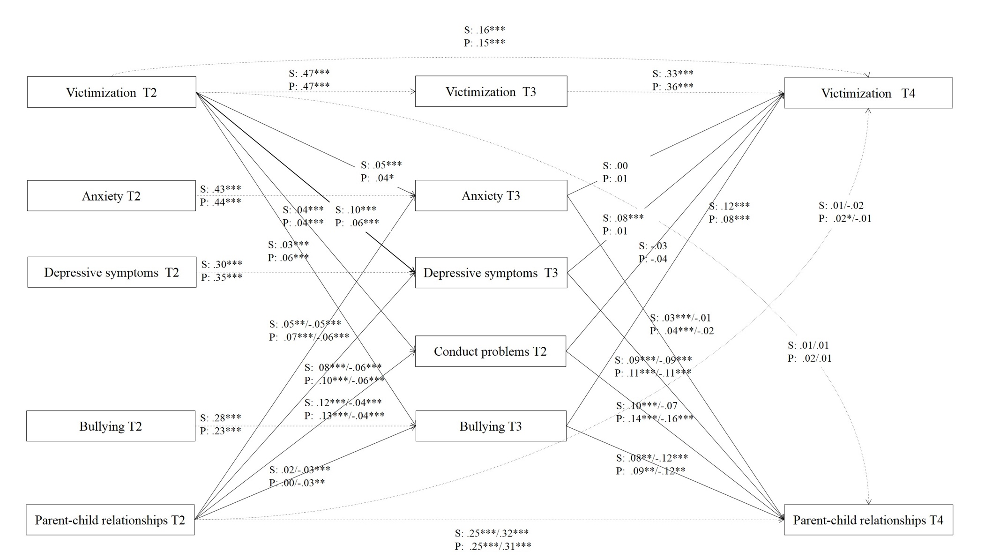 S: .16***
P: .15***
S: .47***
P: .47***
S: .33***
P: .36***
Victimization T2
Victimization T3
Victimization T4
S: .05***
P: .04*
S: .00
P: .01
Anxiety T2
S: .43***
P: .44***
Anxiety T3
S: .04***
P: .04***
S: .10***
P: .06***
S: .08***
P: .01
S: .12***
P: .08***
S: .01/-.02
P: .02*/-.01
S: .03***
P: .06***
S: -.03
P: -.04
Depressive symptoms T2
S: .30***
P: .35***
Depressive symptoms T3
S: .05**/-.05***
P: .07***/-.06***
S: .03***/-.01
P: .04***/-.02
Conduct problems T2
S: .01/.01
P: .02/.01
S: 08***/-.06***
P: .10***/-.06***
S: .09***/-.09***
P: .11***/-.11***
S: .12***/-.04***
P: .13***/-.04***
S: .10***/-.07
P: .14***/-.16***
Bullying T2
S: .28***
P: .23***
Bullying T3
S: .02/-.03***
P: .00/-.03**
S: .08**/-.12***
P: .09**/-.12**
Parent-child relationships T2
Parent-child relationships T4
S: .25***/.32***
P: .25***/.31***